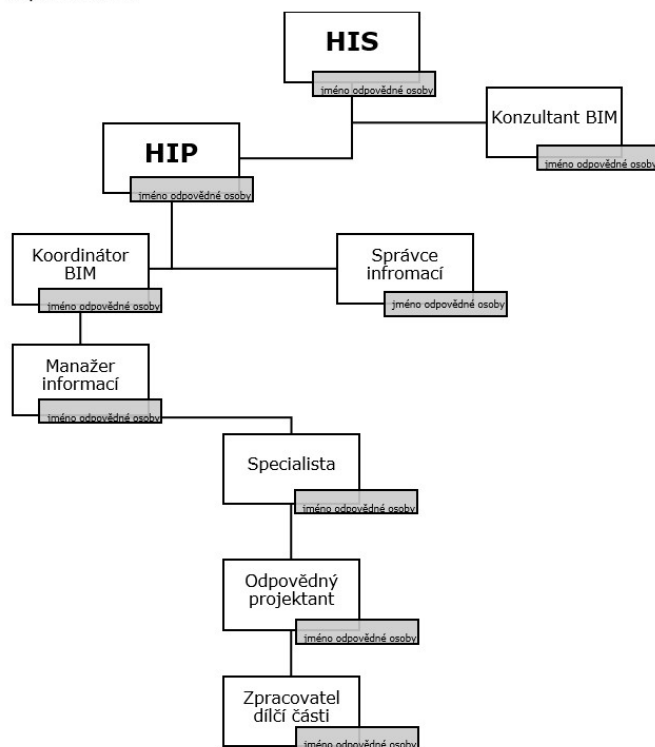 HIS
jméno odpovědné osoby
Konzultant BIM
jméno odpovědné osoby
HIP
jméno odpovědné osoby
Koordinátor
BIM
jméno odpovědné osoby
Správce
infromací
jméno odpovědné osoby
Manažer
informací
jméno odpovědné osoby
Specialista
jméno odpovědné osoby
Odpovědný
projektant
jméno odpovědné osoby
Zpracovatel
dílčí části
jméno odpovědné osoby